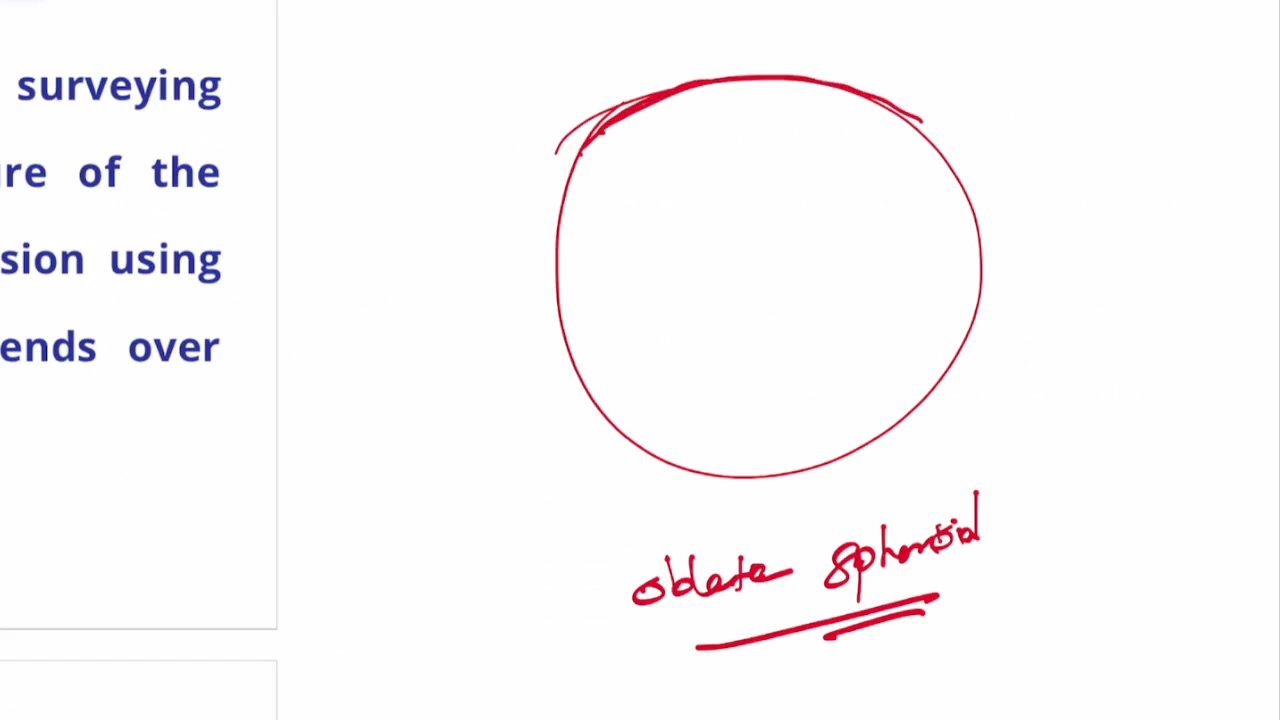 surveying
re of the
sion using
ends over
oblate spheroid